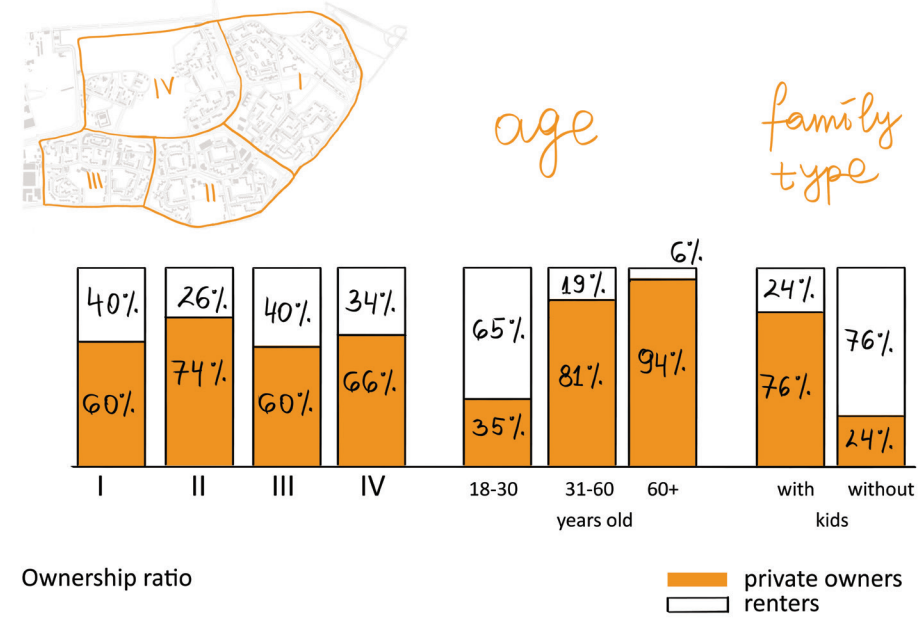 IV
I
III
II
age
family
type
40%
60%
I
26%
74%
II
40%
60%
III
34%
66%
IV
65%
35%
18-30
19%
81%
31-60
6%
94%
60+
years old
24%
76%
with
76%
24%
without
kids
Ownership ratio
private owners
renters